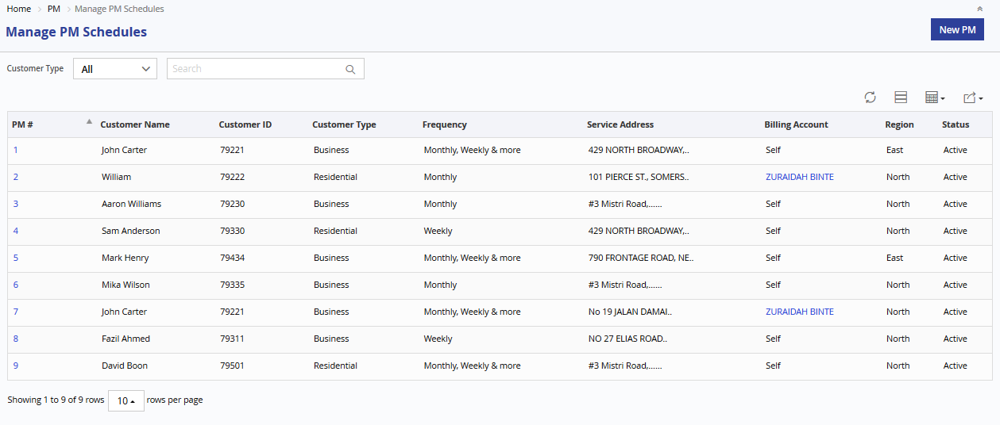 Home PM Manage PM Schedules
Manage PM Schedules
New PM
Customer Type All Search
PM # Customer Name Customer ID Customer Type Frequency Service Address Billing Account Region Status
1 John Carter 79221 Business Monthly, Weekly & more 429 NORTH BROADWAY,.. Self East Active
2 William 79222 Residential Monthly 101 PIERCE ST., SOMERS.. ZURAIDAH BINTE North Active
3 Aaron Williams 79230 Business Monthly #3 Mistri Road,...... Self North Active
4 Sam Anderson 79330 Residential Weekly 429 NORTH BROADWAY,.. Self North Active
5 Mark Henry 79434 Business Monthly, Weekly & more 790 FRONTAGE ROAD, NE.. Self East Active
6 Mika Wilson 79335 Business Monthly #3 Mistri Road,...... Self North Active
7 John Carter 79221 Business Monthly, Weekly & more No 19 JALAN DAMAI.. ZURAIDAH BINTE North Active
8 Fazil Ahmed 79311 Business Weekly NO 27 ELIAS ROAD.. Self North Active
9 David Boon 79501 Residential Monthly, Weekly & more #3 Mistri Road,...... Self North Active
Showing 1 to 9 of 9 rows 10 rows per page